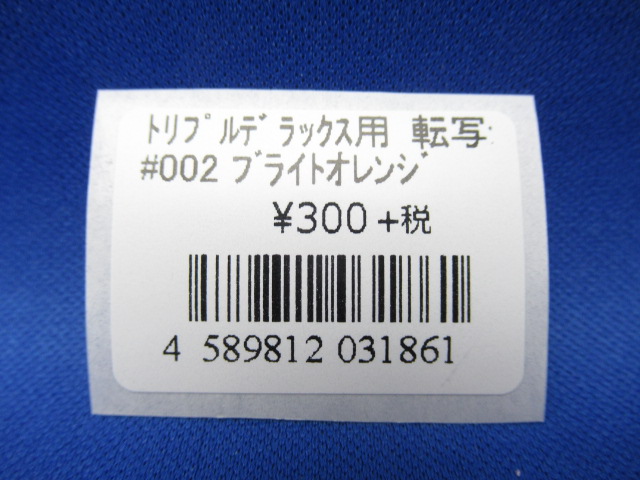 ﾄﾘﾌﾟﾙﾃﾞﾗｯｸｽ用 転写
#002 ﾌﾞﾗｲﾄｵﾚﾝｼﾞ
¥300+税
4 589812 031861